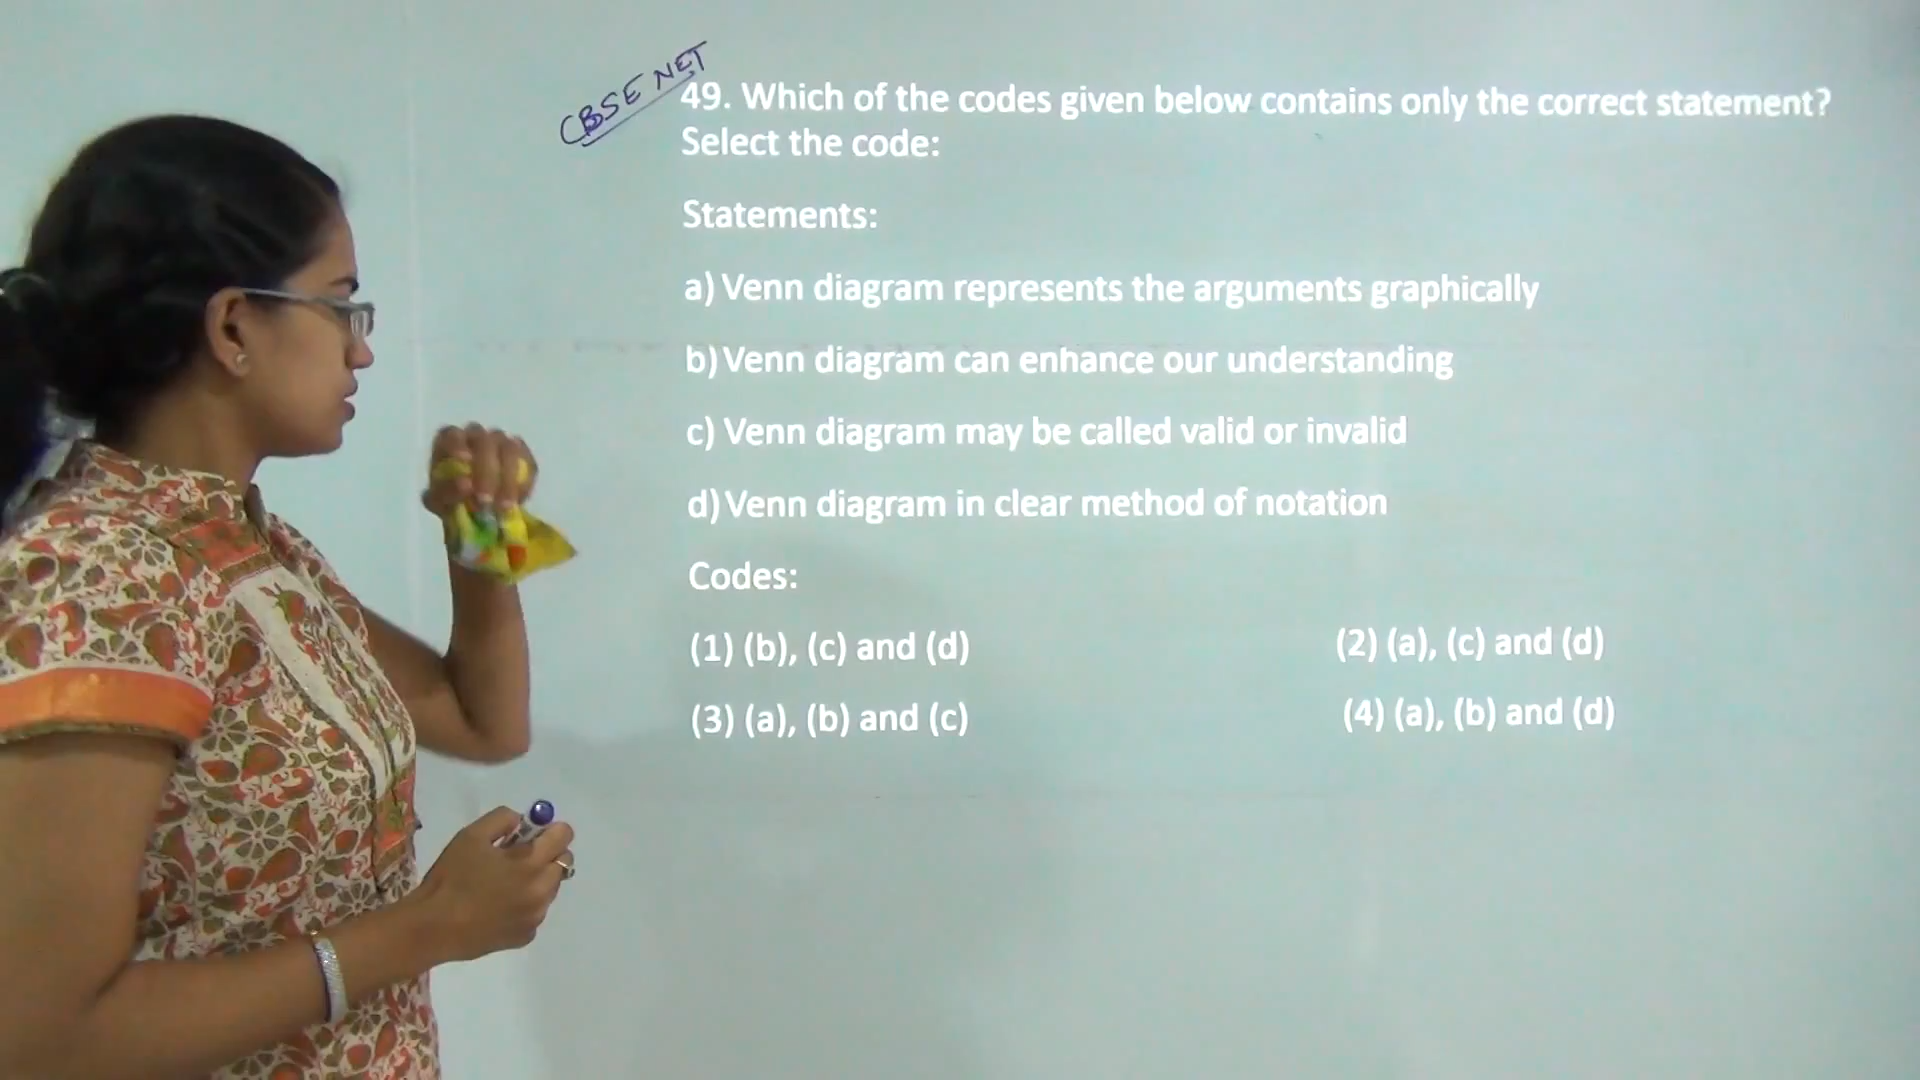 CBSE NET
49. Which of the codes given below contains only the correct statement?
Select the code:
Statements:
a) Venn diagram represents the arguments graphically
b) Venn diagram can enhance our understanding
c) Venn diagram may be called valid or invalid
d) Venn diagram in clear method of notation
Codes:
(1) (b), (c) and (d) (2) (a), (c) and (d)
(3) (a), (b) and (c) (4) (a), (b) and (d)